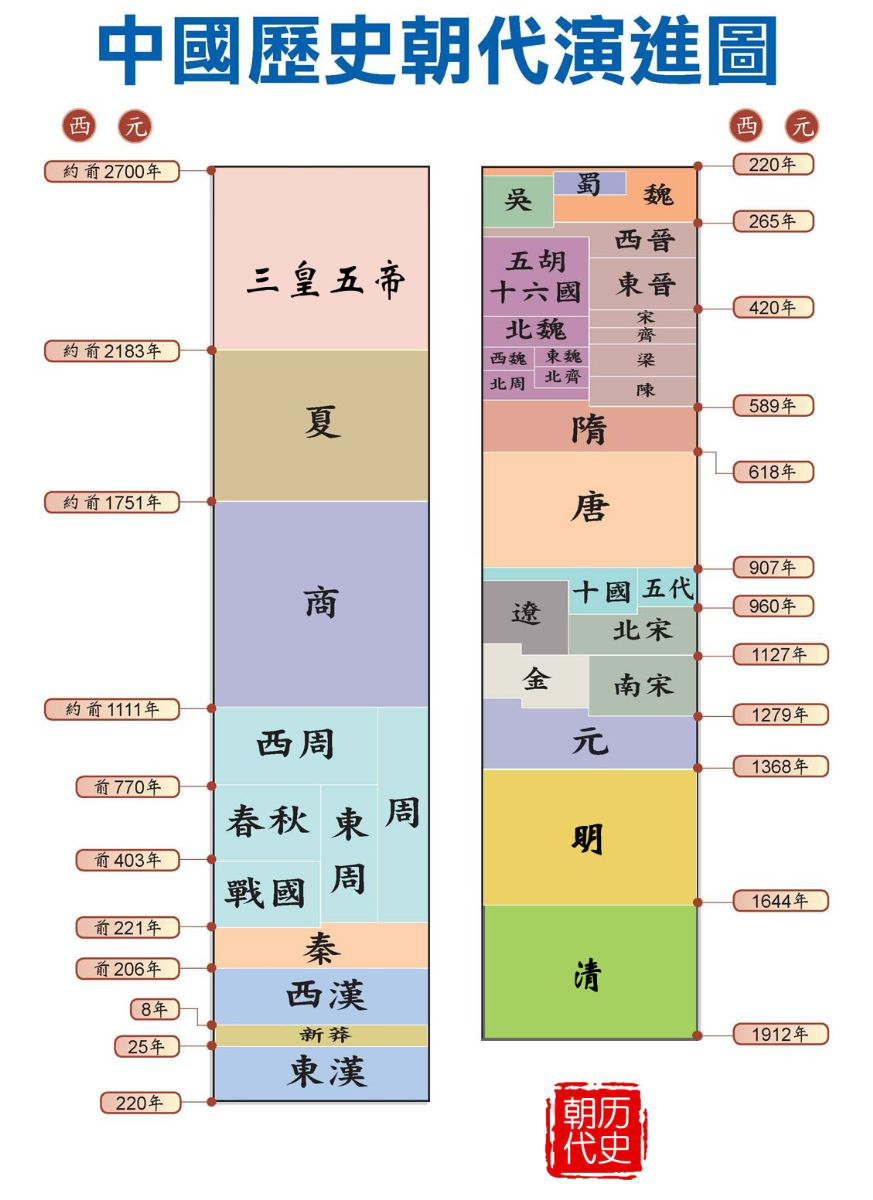 中國歷史朝代演進圖
西元
約前2700年
三皇五帝
約前2183年
夏
約前1751年
商
約前1111年
西周
前770年
春秋
東周
周
前403年
戰國
前221年
秦
前206年
西漢
8年
新莽
25年
東漢
220年
西元
220年
吳
蜀
魏
265年
西晉
五胡
十六國
東晉
420年
北魏
宋
齊
西魏
東魏
梁
北周
北齊
陳
589年
隋
618年
唐
907年
十國
五代
960年
遼
北宋
1127年
金
南宋
1279年
元
1368年
明
1644年
清
1912年
历史
朝代